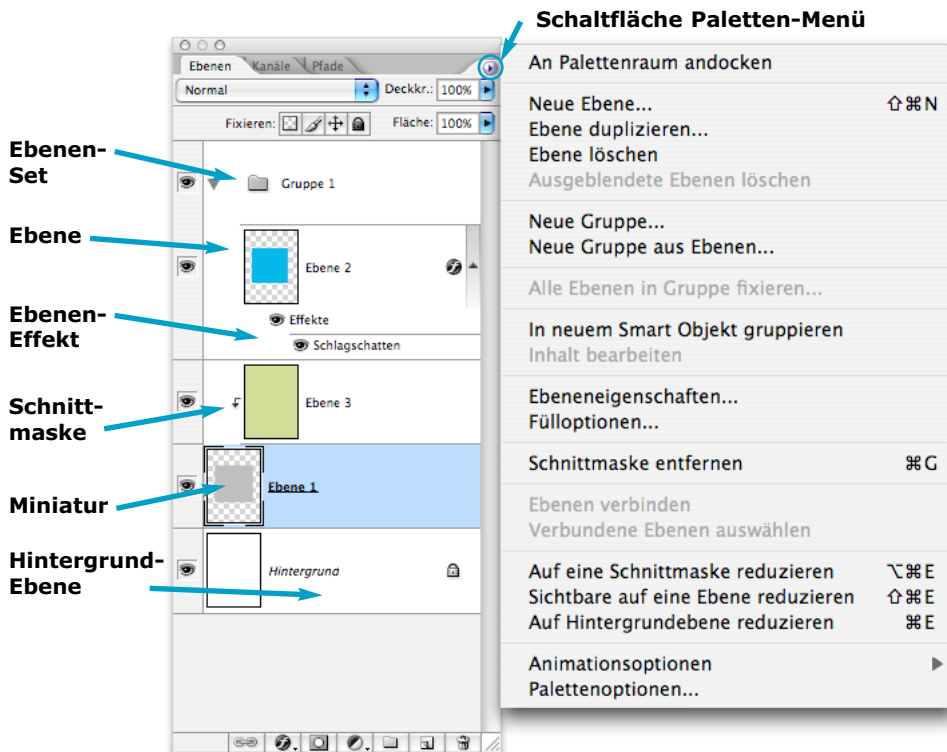 Schaltfläche Paletten-Menü
Ebenen Kanäle Pfade
Normal Deckkr.: 100%
Fixieren: Fläche: 100%
Ebenen-
Set
Gruppe 1
Ebene
Ebene 2
Ebenen-
Effekt
Effekte
Schlagschatten
Schnitt-
maske
Ebene 3
Miniatur
Ebene 1
Hintergrund-
Ebene
Hintergrund
An Palettenraum andocken
Neue Ebene... ⇧⌘N
Ebene duplizieren...
Ebene löschen
Ausgeblendete Ebenen löschen
Neue Gruppe...
Neue Gruppe aus Ebenen...
Alle Ebenen in Gruppe fixieren...
In neuem Smart Objekt gruppieren
Inhalt bearbeiten
Ebeneneigenschaften...
Fülloptionen...
Schnittmaske entfernen ⌘G
Ebenen verbinden
Verbundene Ebenen auswählen
Auf eine Schnittmaske reduzieren ⌥⌘E
Sichtbare auf eine Ebene reduzieren ⇧⌘E
Auf Hintergrundebene reduzieren ⌘E
Animationsoptionen
Palettenoptionen...